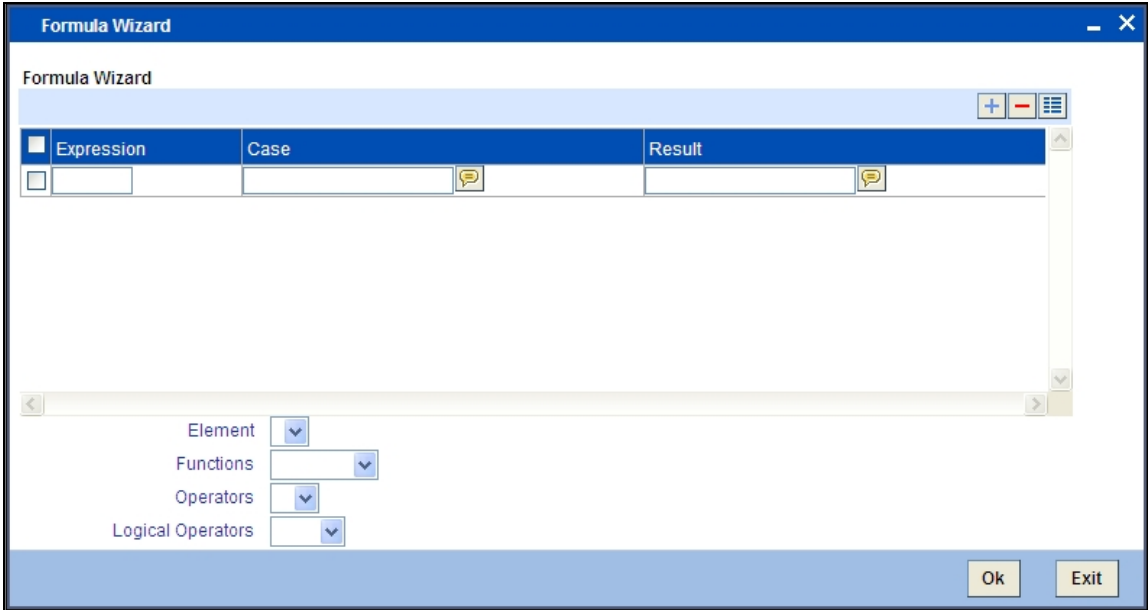 Formula Wizard
Formula Wizard
Expression Case Result
Element
Functions
Operators
Logical Operators
Ok Exit